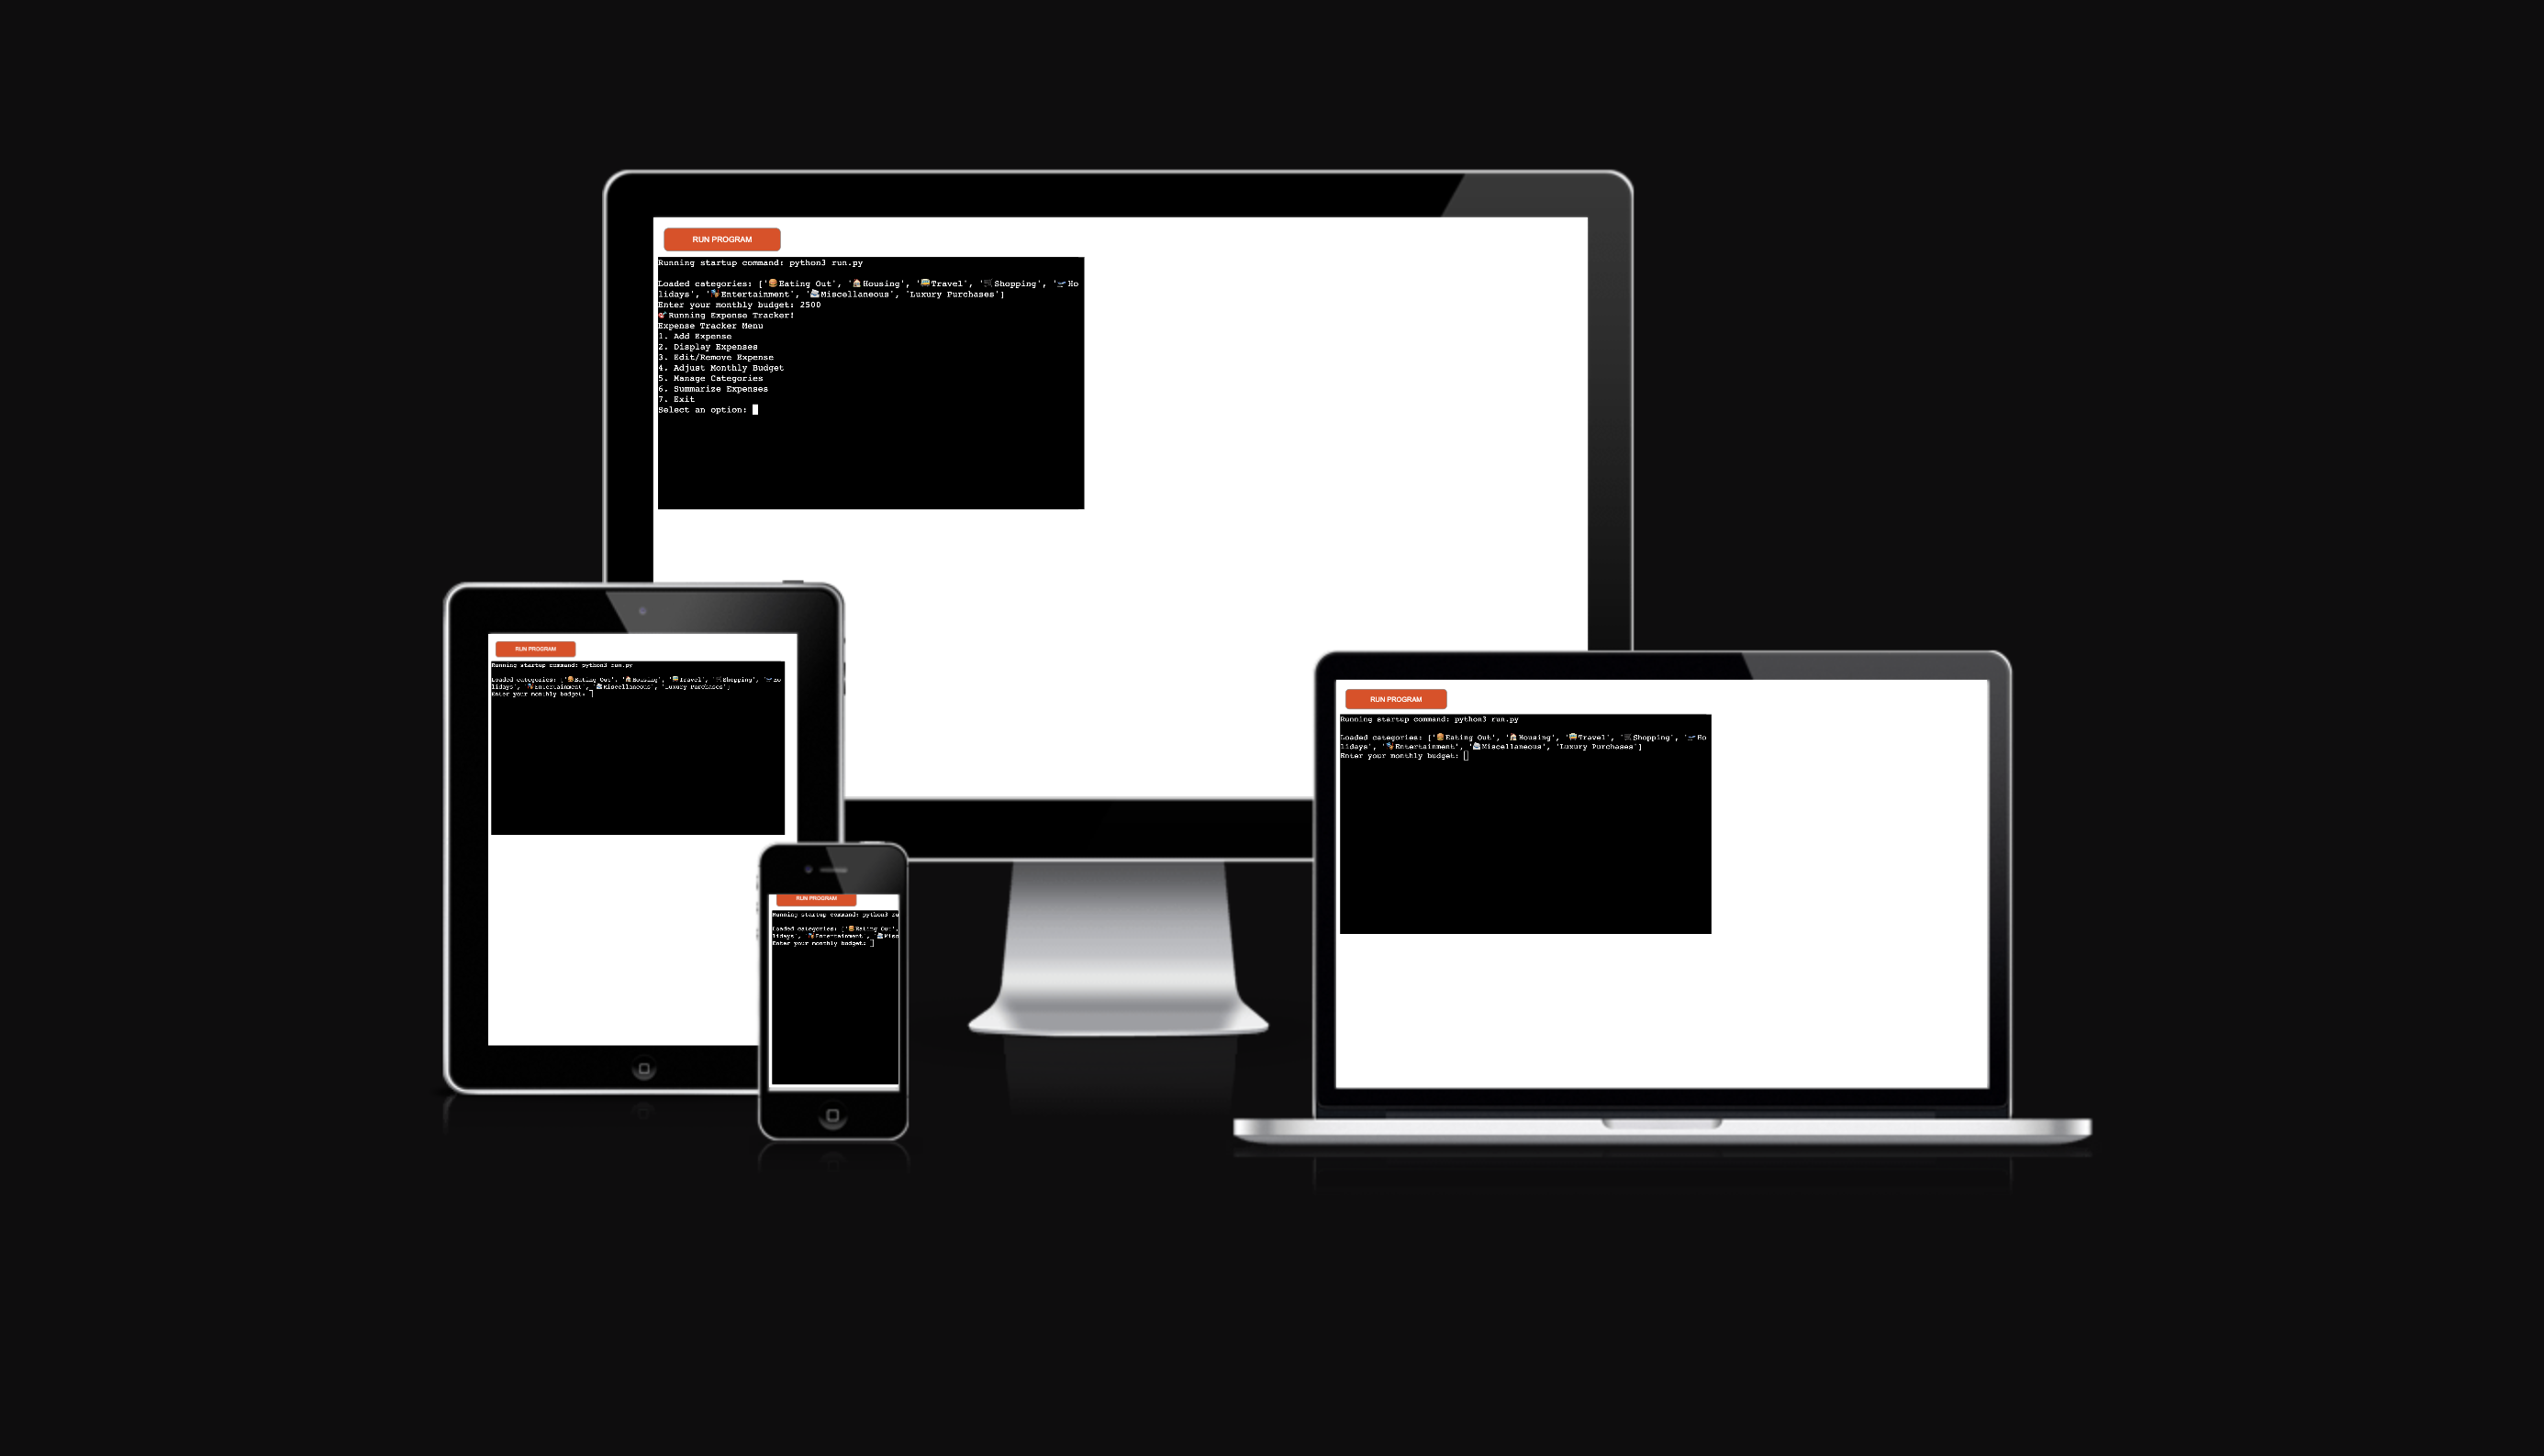 RUN PROGRAM
Running startup command: python3 run.py
Loaded categories: ['🍔Eating Out', '🏠Housing', '🚎Travel', '🛒Shopping', '🛫Ho
lidays', '🎭Entertainment', '📨Miscellaneous', 'Luxury Purchases']
Enter your monthly budget: 2500
🎯Running Expense Tracker!
Expense Tracker Menu
1. Add Expense
2. Display Expenses
3. Edit/Remove Expense
4. Adjust Monthly Budget
5. Manage Categories
6. Summarize Expenses
7. Exit
Select an option:
RUN PROGRAM
Running startup command: python3 run.py
Loaded categories: ['🍔Eating Out', '🏠Housing', '🚎Travel', '🛒Shopping', '🛫Ho
lidays', '🎭Entertainment', '📨Miscellaneous', 'Luxury Purchases']
Enter your monthly budget:
RUN PROGRAM
Running startup command: python3 ru
Loaded categories: ['🍔Eating Out',
lidays', '🎭Entertainment', '📨Misc
Enter your monthly budget:
RUN PROGRAM
Running startup command: python3 run.py
Loaded categories: ['🍔Eating Out', '🏠Housing', '🚎Travel', '🛒Shopping', '🛫Ho
lidays', '🎭Entertainment', '📨Miscellaneous', 'Luxury Purchases']
Enter your monthly budget: